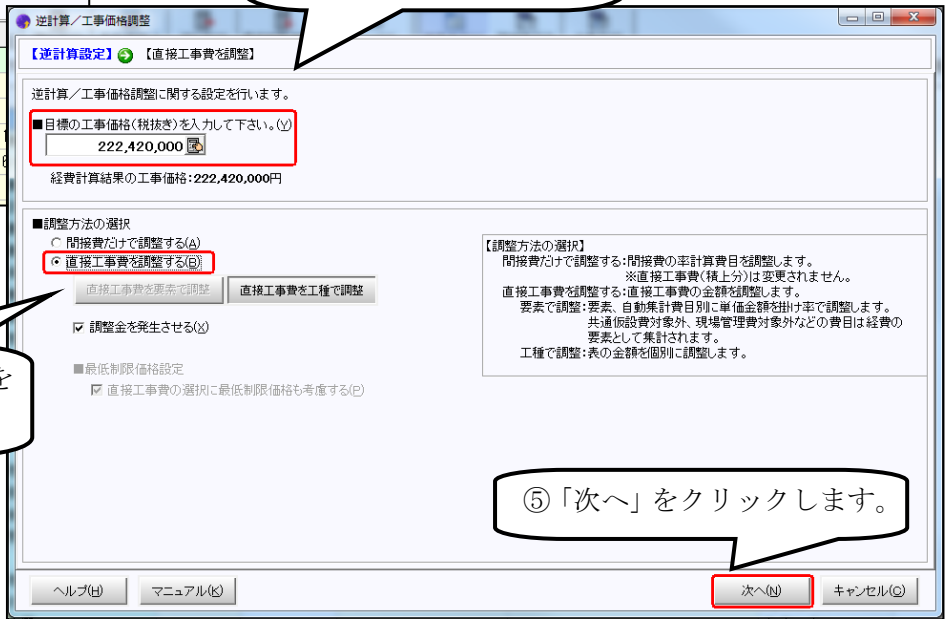 逆計算／工事価格調整
【逆計算設定】 【直接工事費を調整】
逆計算／工事価格調整に関する設定を行います。
■目標の工事価格(税抜き)を入力して下さい。(Y)
222,420,000
経費計算結果の工事価格:222,420,000円
■調整方法の選択
間接費だけで調整する(A)
直接工事費を調整する(B)
直接工事費を要素で調整 直接工事費を工種で調整
調整金を発生させる(X)
■最低制限価格設定
直接工事費の選択に最低制限価格も考慮する(P)
【調整方法の選択】
間接費だけで調整する:間接費の率計算費目を調整します。
※直接工事費(積上分)は変更されません。
直接工事費を調整する:直接工事費の金額を調整します。
要素で調整:要素、自動集計費目別に単価金額を掛け率で調整します。
共通仮設費対象外、現場管理費対象外などの費目は経費の
要素として集計されます。
工種で調整:表の金額を個別に調整します。
を
⑤「次へ」をクリックします。
ヘルプ(H) マニュアル(K) 次へ(N) キャンセル(C)